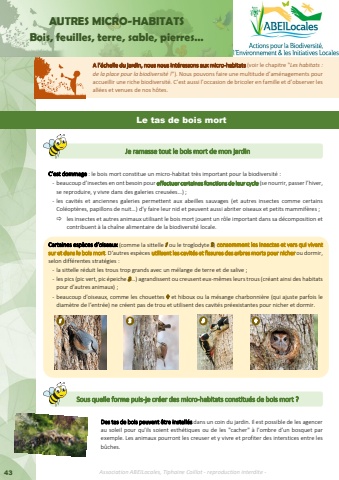 AUTRES MICRO-HABITATS
Bois, feuilles, terre, sable, pierres...
ABEILocales
Actions pour la Biodiversité,
l'Environnement & les Initiatives Locales
A l'échelle du jardin, nous nous intéressons aux micro-habitats (voir le chapitre "Les habitats :
de la place pour la biodiversité !"). Nous pouvons faire une multitude d'aménagements pour
accueillir une riche biodiversité. C'est aussi l'occasion de bricoler en famille et d'observer les
allées et venues de nos hôtes.
Le tas de bois mort
Je ramasse tout le bois mort de mon jardin
C'est dommage : le bois mort constitue un micro-habitat très important pour la biodiversité :
- beaucoup d'insectes en ont besoin pour effectuer certaines fonctions de leur cycle (se nourrir, passer l'hiver,
se reproduire, y vivre dans des galeries creusées...) ;
- les cavités et anciennes galeries permettent aux abeilles sauvages (et autres insectes comme certains
Coléoptères, papillons de nuit...) d'y faire leur nid et peuvent aussi abriter oiseaux et petits mammifères ;
⇨ les insectes et autres animaux utilisant le bois mort jouent un rôle important dans sa décomposition et
contribuent à la chaîne alimentaire de la biodiversité locale.
Certaines espèces d'oiseaux (comme la sittelle ou le troglodyte), consomment les insectes et vers qui vivent
sur et dans le bois mort. D'autres espèces utilisent les cavités et fissures des arbres morts pour nicher ou dormir,
selon différentes stratégies :
- la sittelle réduit les trous trop grands avec un mélange de terre et de salive ;
- les pics (pic vert, pic épeiche ...) agrandissent ou creusent eux-mêmes leurs trous (créant ainsi des habitats
pour d'autres animaux) ;
- beaucoup d'oiseaux, comme les chouettes et hiboux ou la mésange charbonnière (qui ajuste parfois le
diamètre de l'entrée) ne créent pas de trou et utilisent des cavités préexistantes pour nicher et dormir.
Sous quelle forme puis-je créer des micro-habitats constitués de bois mort ?
Des tas de bois peuvent être installés dans un coin du jardin. Il est possible de les agencer
au soleil pour qu'ils soient esthétiques ou de les "cacher" à l'ombre d'un bosquet par
exemple. Les animaux pourront les creuser et y vivre et profiter des interstices entre les
bûches.
43
Association ABEILocales, Tiphanie Cuillot - reproduction interdite -